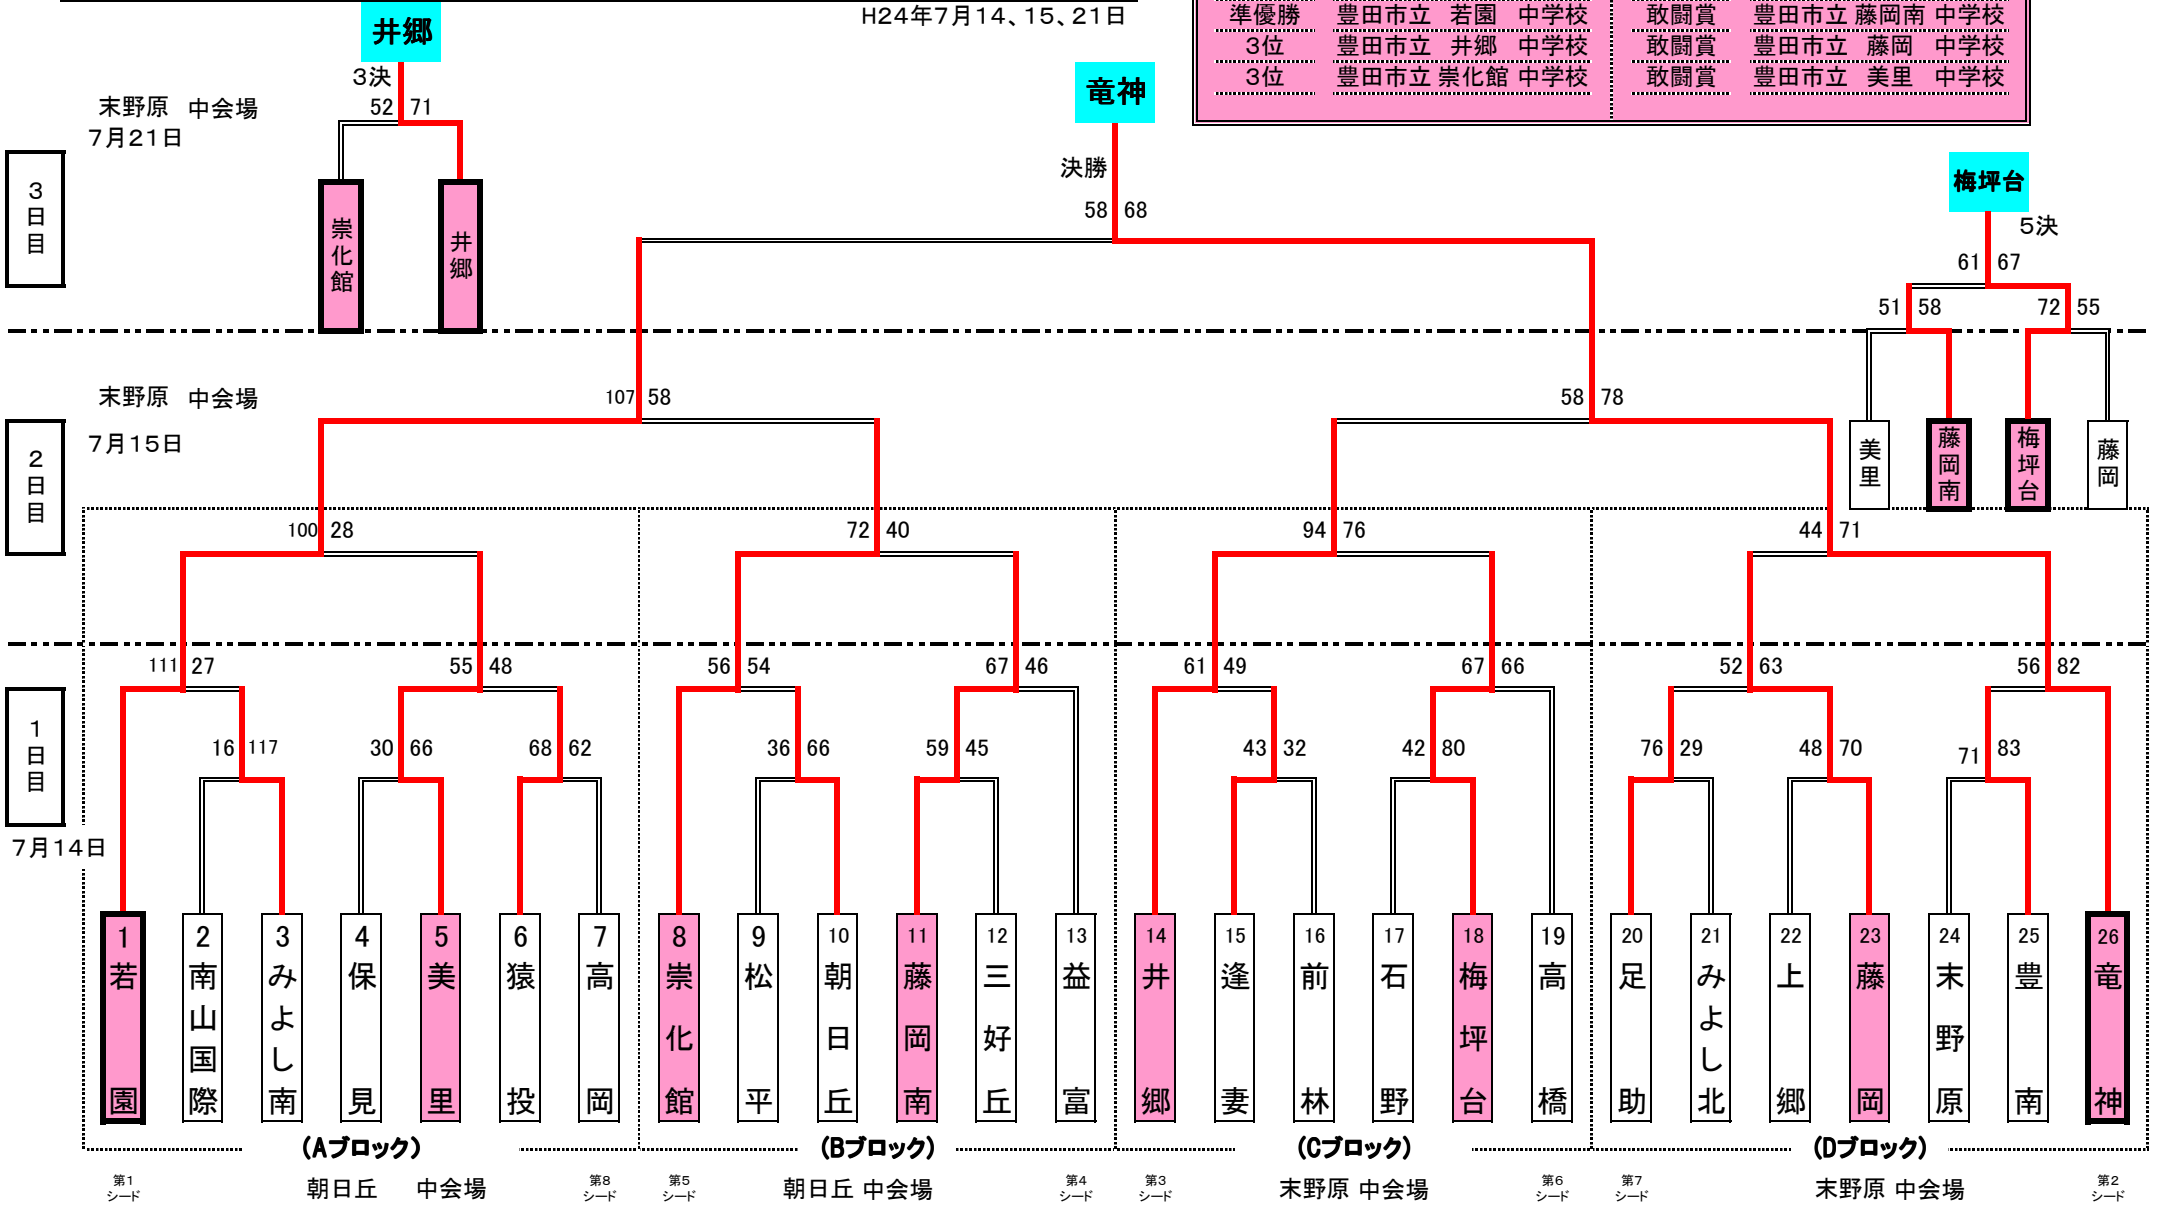 H24年7月14、15、21日
準優勝 豊田市立 若園 中学校 敢闘賞 豊田市立 藤岡南 中学校
3位 豊田市立 井郷 中学校 敢闘賞 豊田市立 藤岡 中学校
3位 豊田市立 崇化館 中学校 敢闘賞 豊田市立 美里 中学校
井郷
3決
52 71
末野原 中会場
7月21日
3日目
崇化館
井郷
竜神
決勝
58 68
梅坪台
5決
61 67
51 58
72 55
美里
藤岡南
梅坪台
藤岡
末野原 中会場
7月15日
2日目
107 58
58 78
100 28
72 40
94 76
44 71
111 27
55 48
56 54
67 46
61 49
67 66
52 63
56 82
1日目
7月14日
16 117
30 66
68 62
36 66
59 45
43 32
42 80
76 29
48 70
71 83
1 若園
2 南山国際
3 みよし南
4 保見
5 美里
6 猿投
7 高岡
8 崇化館
9 松平
10 朝日丘
11 藤岡南
12 三好丘
13 益富
14 井郷
15 逢妻
16 前林
17 石野
18 梅坪台
19 高橋
20 足助
21 みよし北
22 上郷
23 藤岡
24 末野原
25 豊南
26 竜神
(Aブロック)
(Bブロック)
(Cブロック)
(Dブロック)
第1シード
朝日丘 中会場
第8シード
第5シード
朝日丘 中会場
第4シード
第3シード
末野原 中会場
第6シード
第7シード
末野原 中会場
第2シード